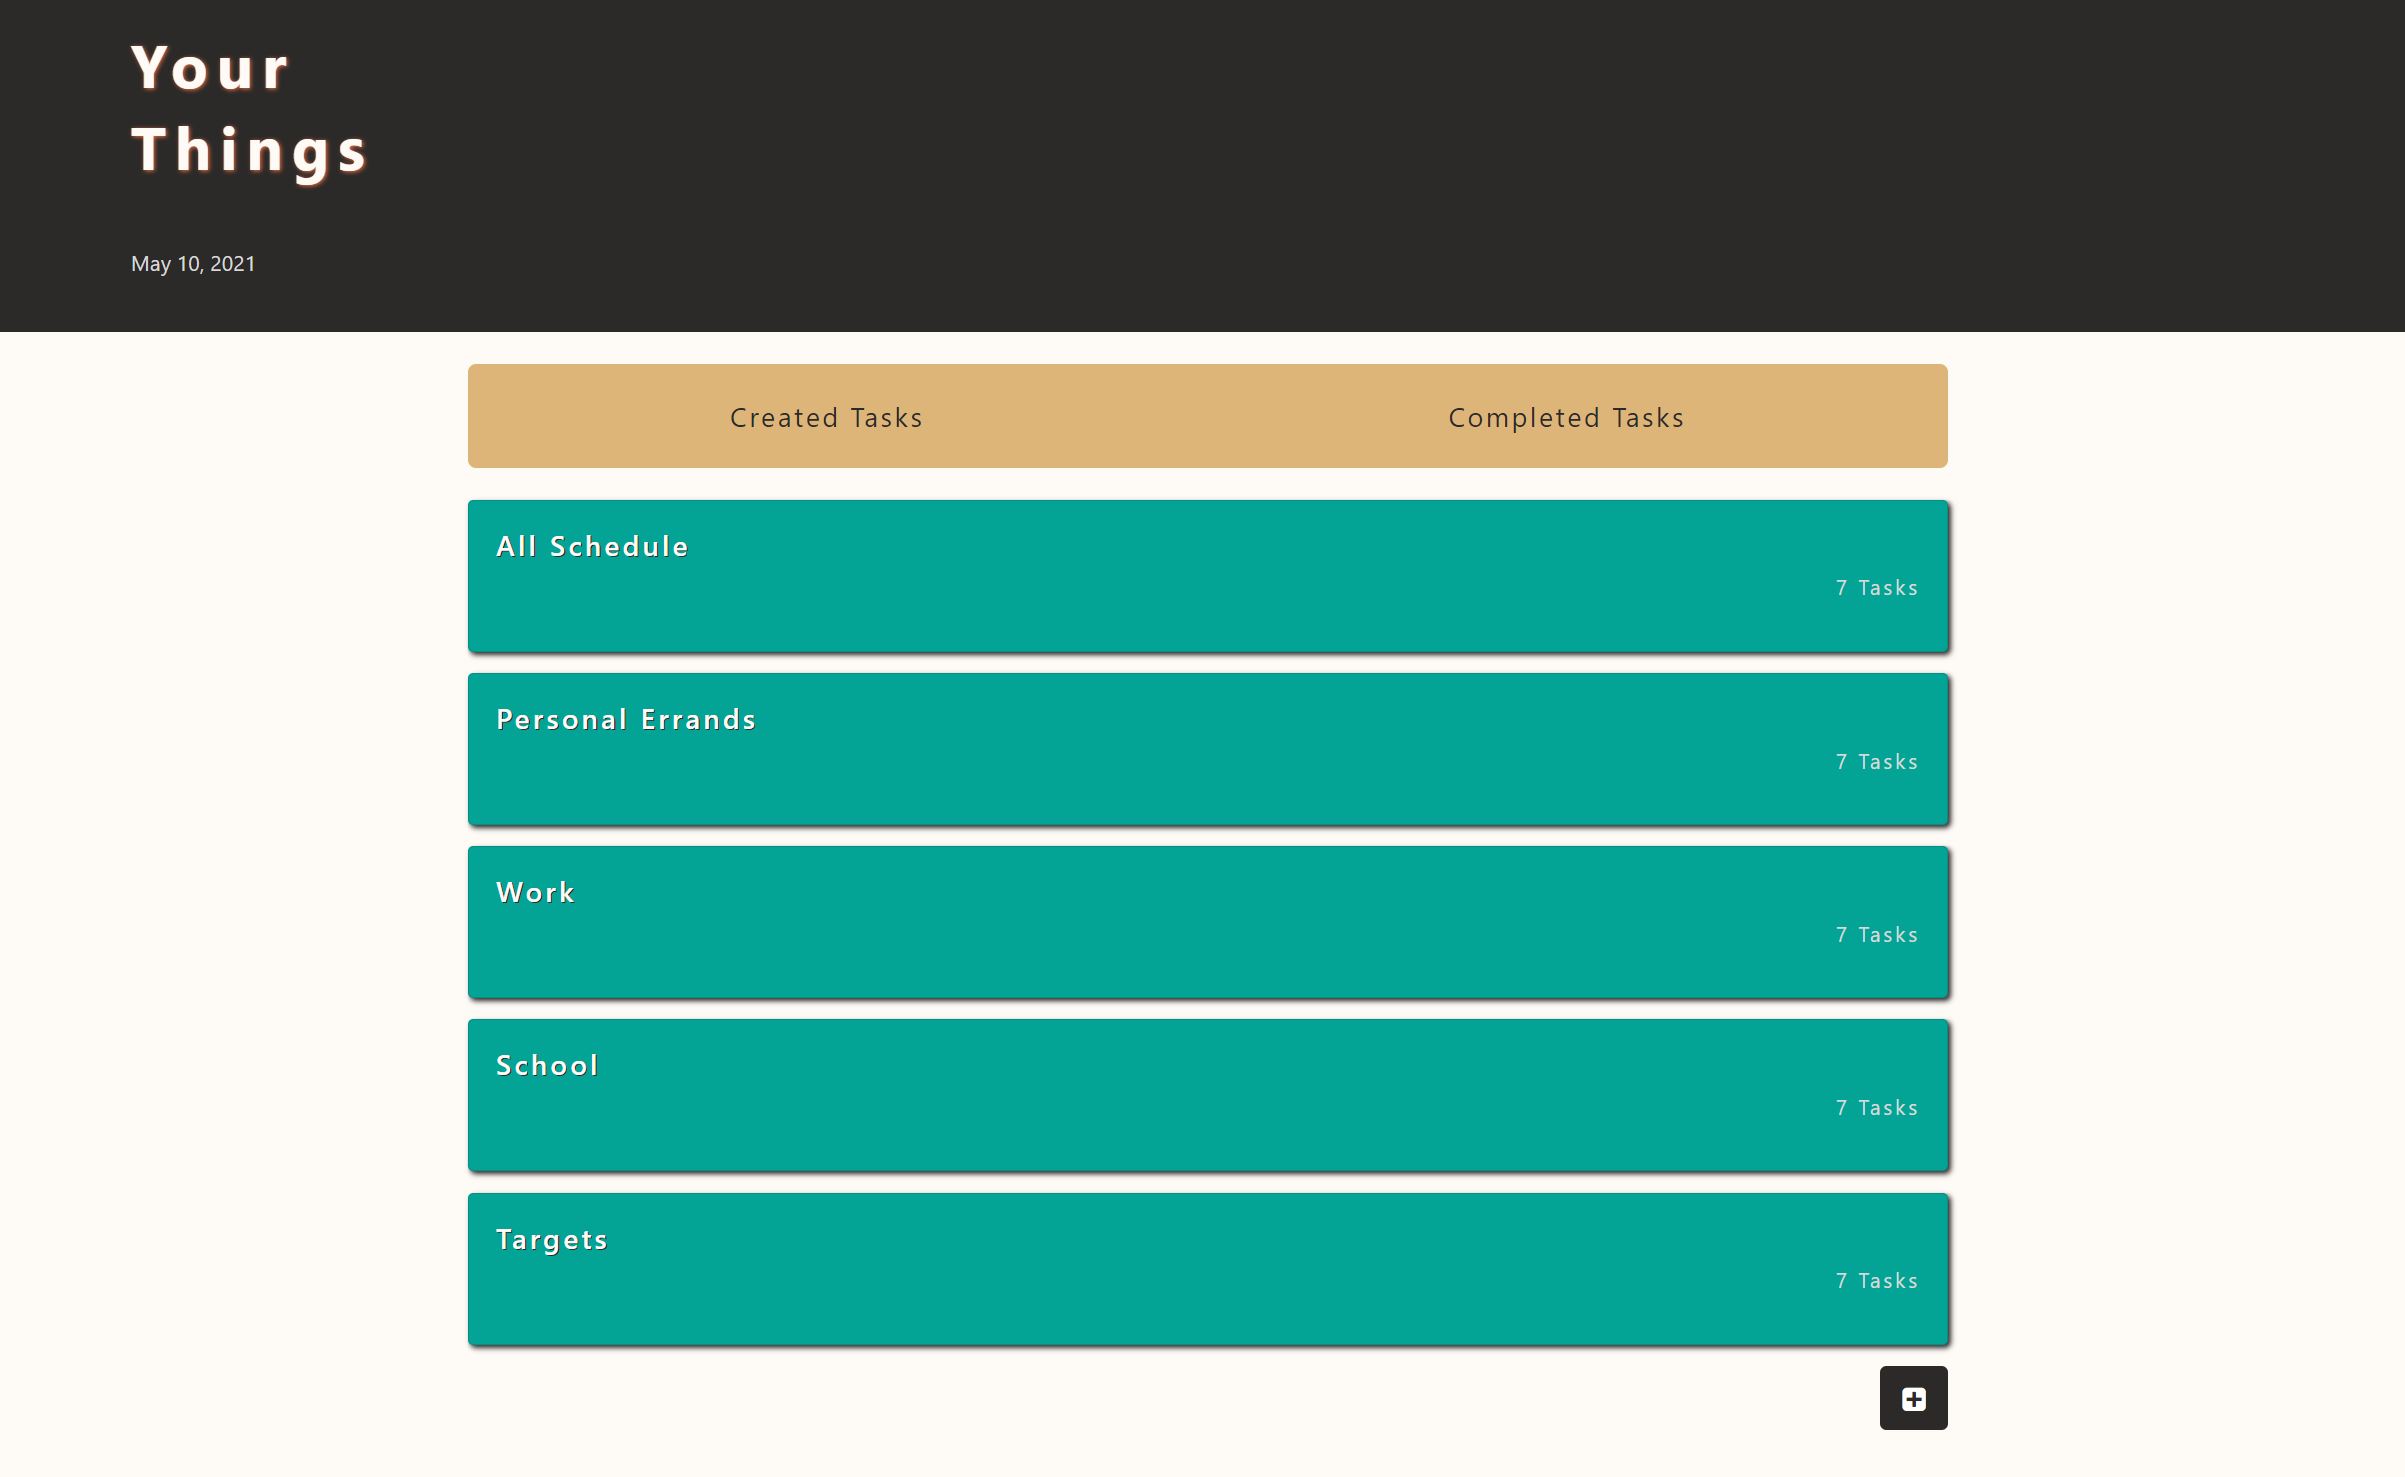 Your
Things
May 10, 2021
Created Tasks
Completed Tasks
All Schedule
7 Tasks
Personal Errands
7 Tasks
Work
7 Tasks
School
7 Tasks
Targets
7 Tasks